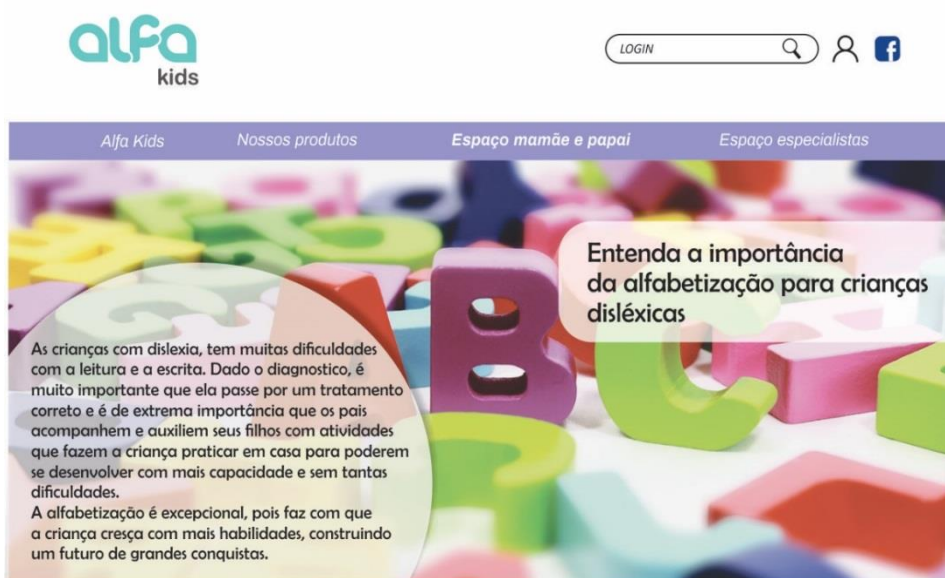 alfa
kids
LOGIN
Alfa Kids Nossos produtos Espaço mamãe e papai Espaço especialistas
Entenda a importância
da alfabetização para crianças
disléxicas
As crianças com dislexia, tem muitas dificuldades
com a leitura e a escrita. Dado o diagnostico, é
muito importante que ela passe por um tratamento
correto e é de extrema importância que os pais
acompanhem e auxiliem seus filhos com atividades
que fazem a criança praticar em casa para poderem
se desenvolver com mais capacidade e sem tantas
dificuldades.
A alfabetização é excepcional, pois faz com que
a criança cresça com mais habilidades, construindo
um futuro de grandes conquistas.
B C